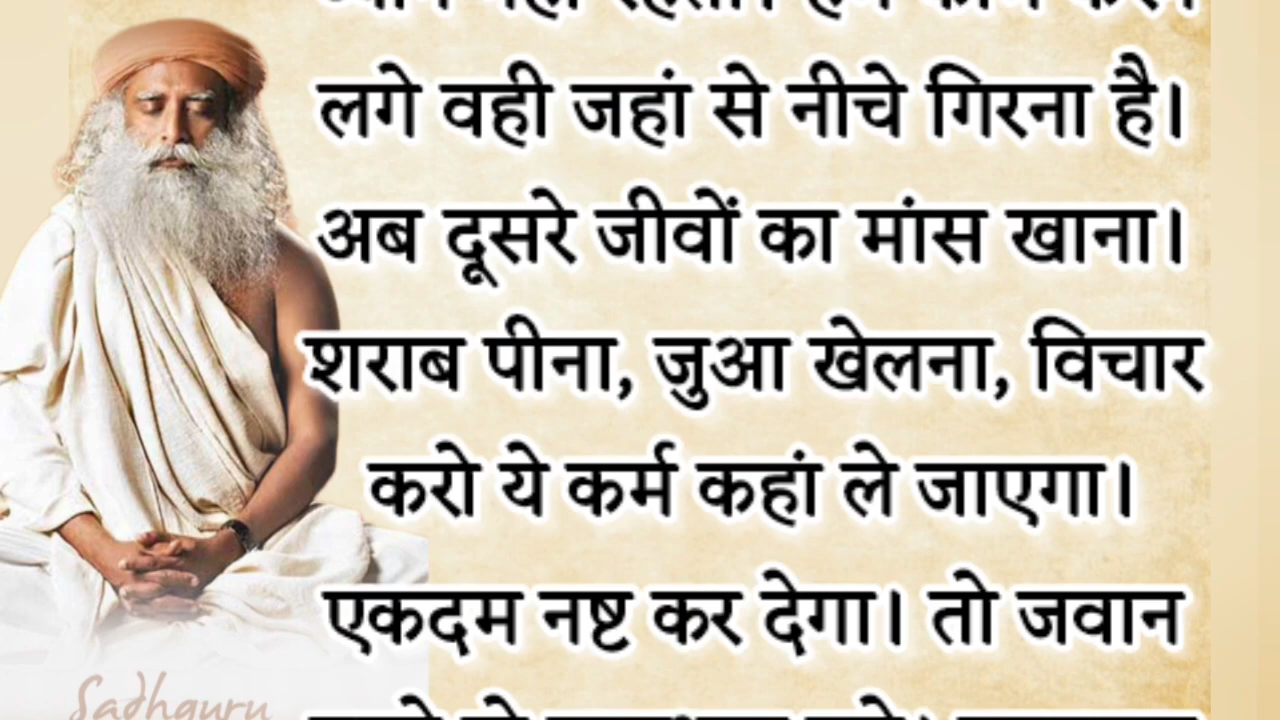 लगे वही जहां से नीचे गिरना है।
अब दूसरे जीवों का मांस खाना।
शराब पीना, जुआ खेलना, विचार
करो ये कर्म कहां ले जाएगा।
एकदम नष्ट कर देगा। तो जवान
Sadhguru